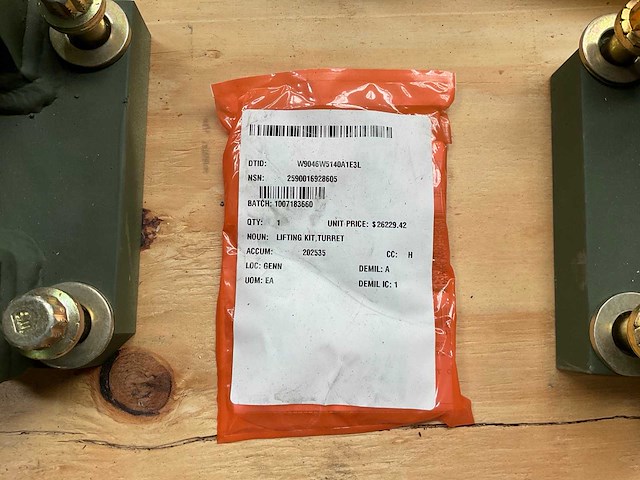 DTID: W9046W5140A1E3L
NSN: 2590016928605
BATCH: 1007183660
QTY: 1 UNIT PRICE: $26229.42
NOUN: LIFTING KIT,TURRET
ACCUM: 202535 CC: H
LOC: GENN DEMIL: A
UOM: EA DEMIL IC: 1